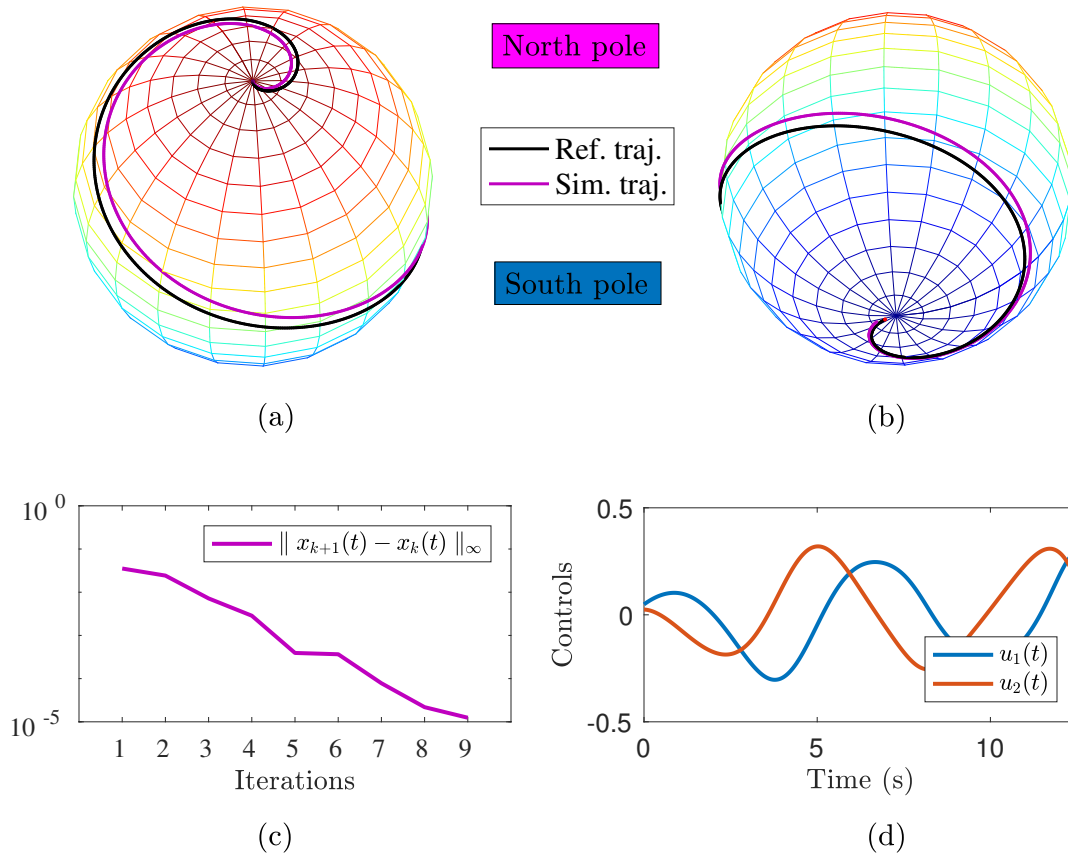 North pole
Ref. traj.
Sim. traj.
South pole
(a)
(b)
10^0
‖ x_{k+1}(t) − x_k(t) ‖_∞
10^{-5}
1 2 3 4 5 6 7 8 9
Iterations
(c)
0.5
0
-0.5
Controls
u_1(t)
u_2(t)
0 5 10
Time (s)
(d)